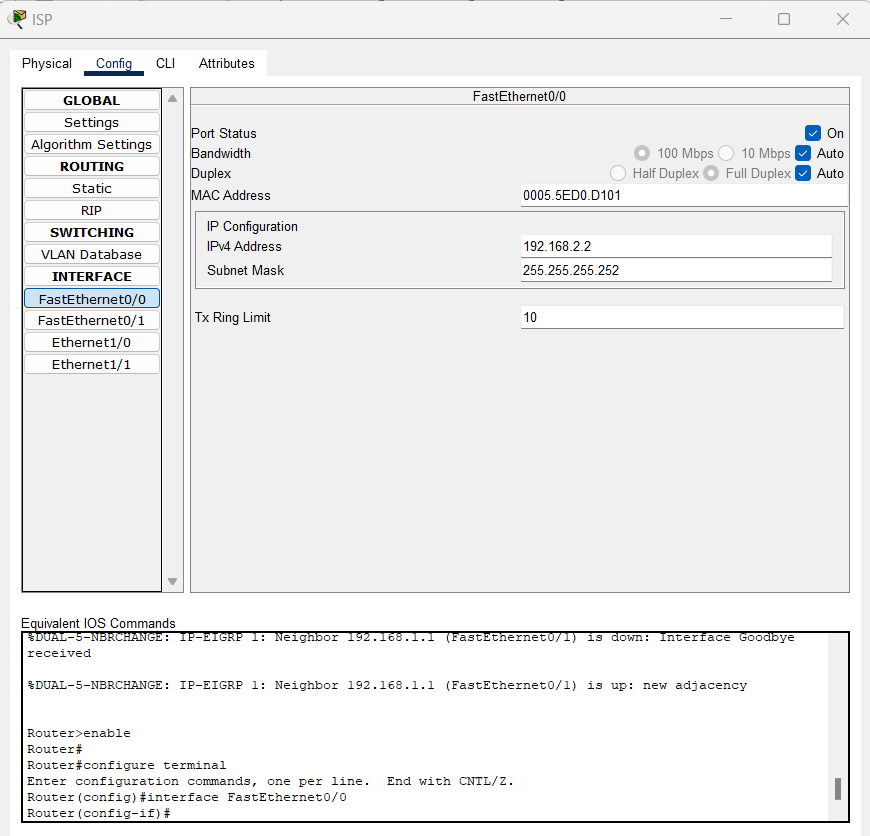 ISP
Physical Config CLI Attributes
GLOBAL
Settings
Algorithm Settings
ROUTING
Static
RIP
SWITCHING
VLAN Database
INTERFACE
FastEthernet0/0
FastEthernet0/1
Ethernet1/0
Ethernet1/1
FastEthernet0/0
Port Status On
Bandwidth 100 Mbps 10 Mbps Auto
Duplex Half Duplex Full Duplex Auto
MAC Address 0005.5ED0.D101
IP Configuration
IPv4 Address 192.168.2.2
Subnet Mask 255.255.255.252
Tx Ring Limit 10
Equivalent IOS Commands
%DUAL-5-NBRCHANGE: IP-EIGRP 1: Neighbor 192.168.1.1 (FastEthernet0/1) is down: Interface Goodbye
received
%DUAL-5-NBRCHANGE: IP-EIGRP 1: Neighbor 192.168.1.1 (FastEthernet0/1) is up: new adjacency
Router>enable
Router#
Router#configure terminal
Enter configuration commands, one per line.  End with CNTL/Z.
Router(config)#interface FastEthernet0/0
Router(config-if)#